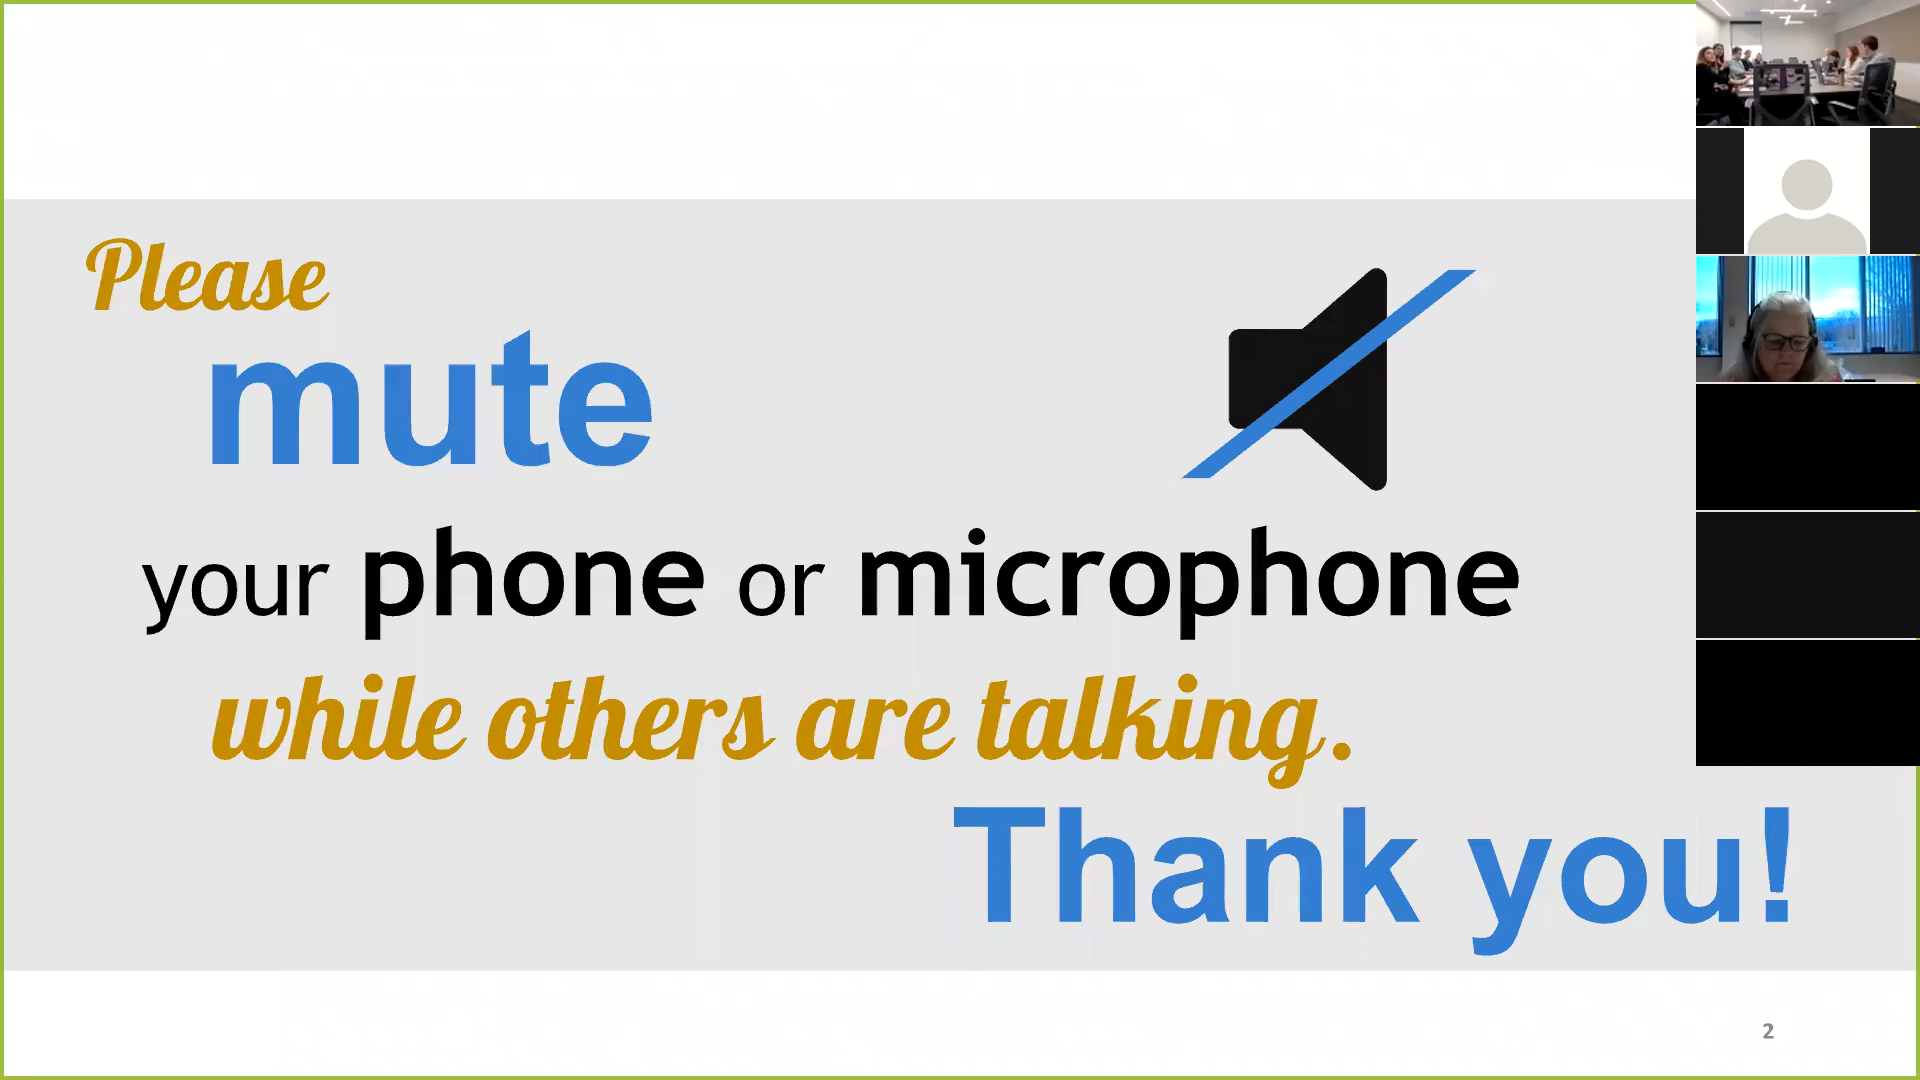 Please
mute
your phone or microphone
while others are talking.
Thank you!
2